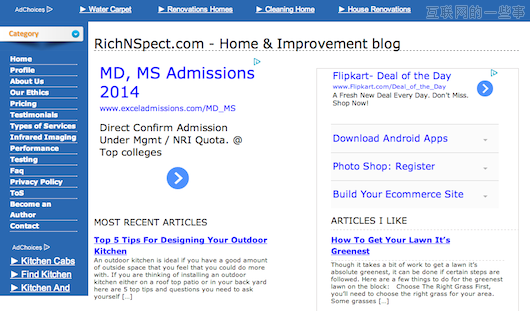 AdChoices ► Water Carpet ► Renovations Homes ► Cleaning Home ► House Renovations
互联网的一些事
Category
Home
Profile
About Us
Our Ethics
Pricing
Testimonials
Types of Services
Infrared Imaging
Performance
Testing
Faq
Privacy Policy
ToS
Become an
Author
Contact
AdChoices
► Kitchen Cabs
► Find Kitchen
► Kitchen And
RichNSpect.com - Home & Improvement blog
MD, MS Admissions
2014
www.exceladmissions.com/MD_MS
Direct Confirm Admission
Under Mgmt / NRI Quota. @
Top colleges
Flipkart- Deal of the Day
www.flipkart.com/Deal_of_the_Day
A Fresh New Deal Every Day. Don't Miss.
Shop Now!
Download Android Apps
Photo Shop: Register
Build Your Ecommerce Site
MOST RECENT ARTICLES
Top 5 Tips For Designing Your Outdoor
Kitchen
An outdoor kitchen is ideal if you have a good amount
of outside space that you feel that you could do more
with. If you are thinking of installing an outdoor
kitchen either on a roof top patio or in your back yard
here are 5 top tips and questions you need to ask
yourself [...]
ARTICLES I LIKE
How To Get Your Lawn It's
Greenest
Though it takes a bit of work to get a lawn it's
absolute greenest, it can be done if certain steps are
followed. Here are a few things to do for the greenest
lawn on the block: Choose The Right Grass First,
you'll need to choose the right grass for your area.
Some grasses [...]